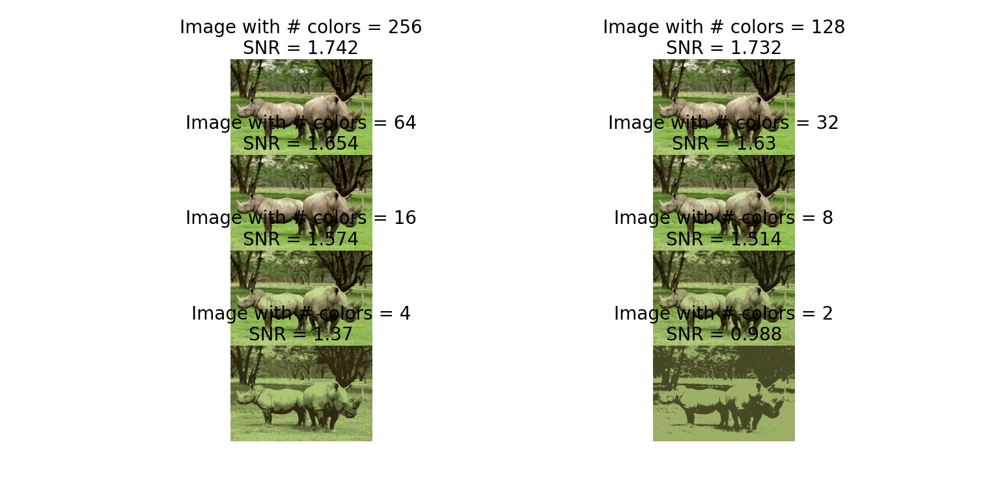 Image with # colors = 256
SNR = 1.742
Image with # colors = 128
SNR = 1.732
Image with # colors = 64
SNR = 1.654
Image with # colors = 32
SNR = 1.63
Image with # colors = 16
SNR = 1.574
Image with # colors = 8
SNR = 1.514
Image with # colors = 4
SNR = 1.37
Image with # colors = 2
SNR = 0.988